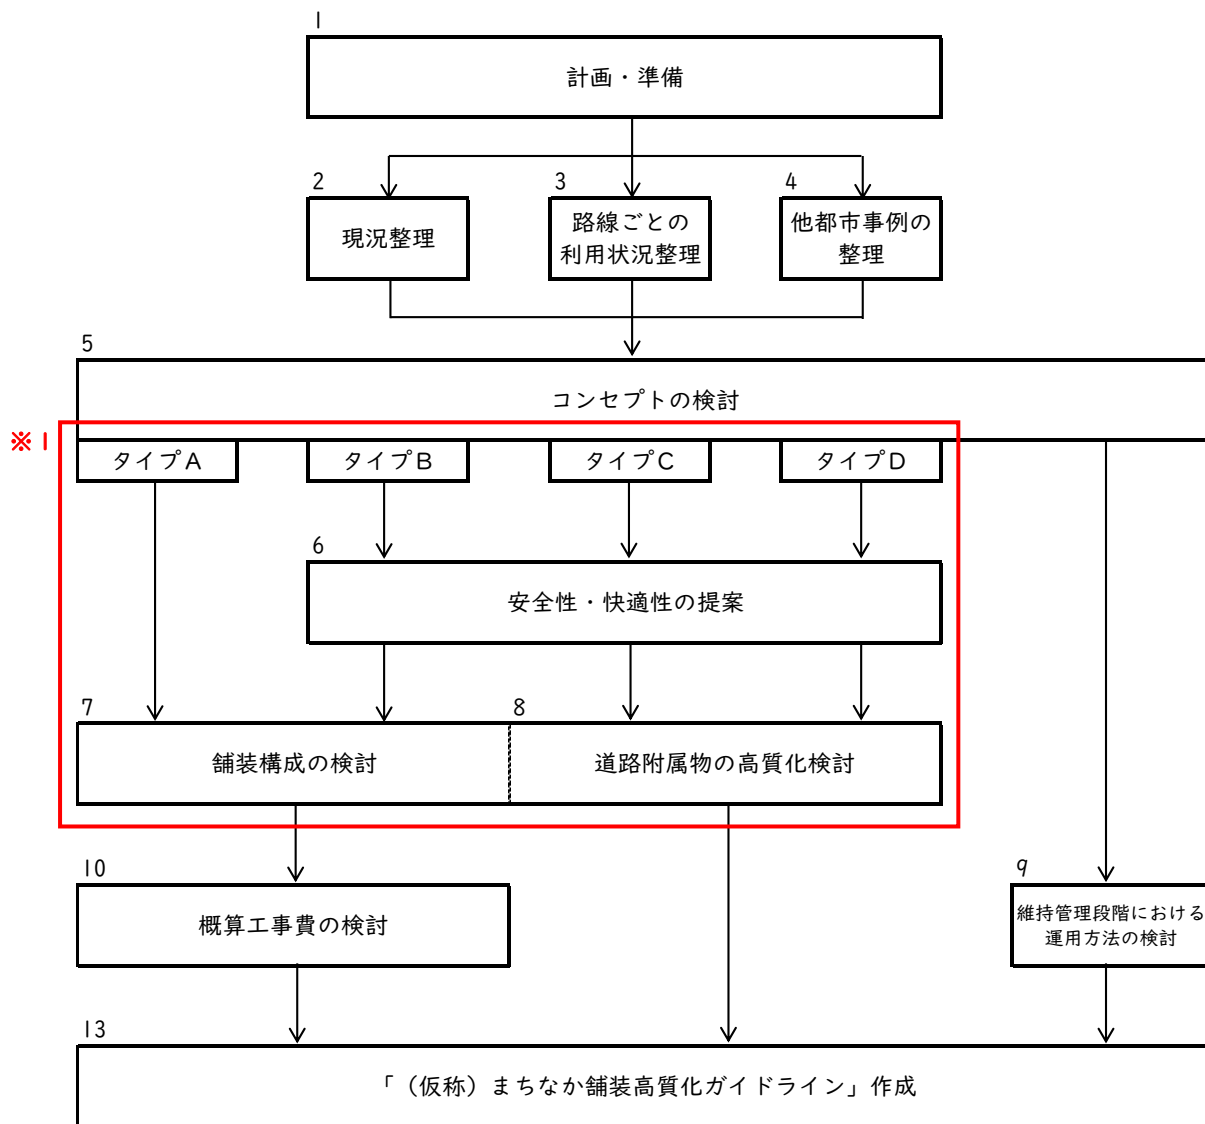 1
計画・準備
2
現況整理
3
路線ごとの
利用状況整理
4
他都市事例の
整理
5
コンセプトの検討
※1
タイプA
タイプB
タイプC
タイプD
6
安全性・快適性の提案
7
舗装構成の検討
8
道路附属物の高質化検討
10
概算工事費の検討
9
維持管理段階における
運用方法の検討
13
「（仮称）まちなか舗装高質化ガイドライン」作成